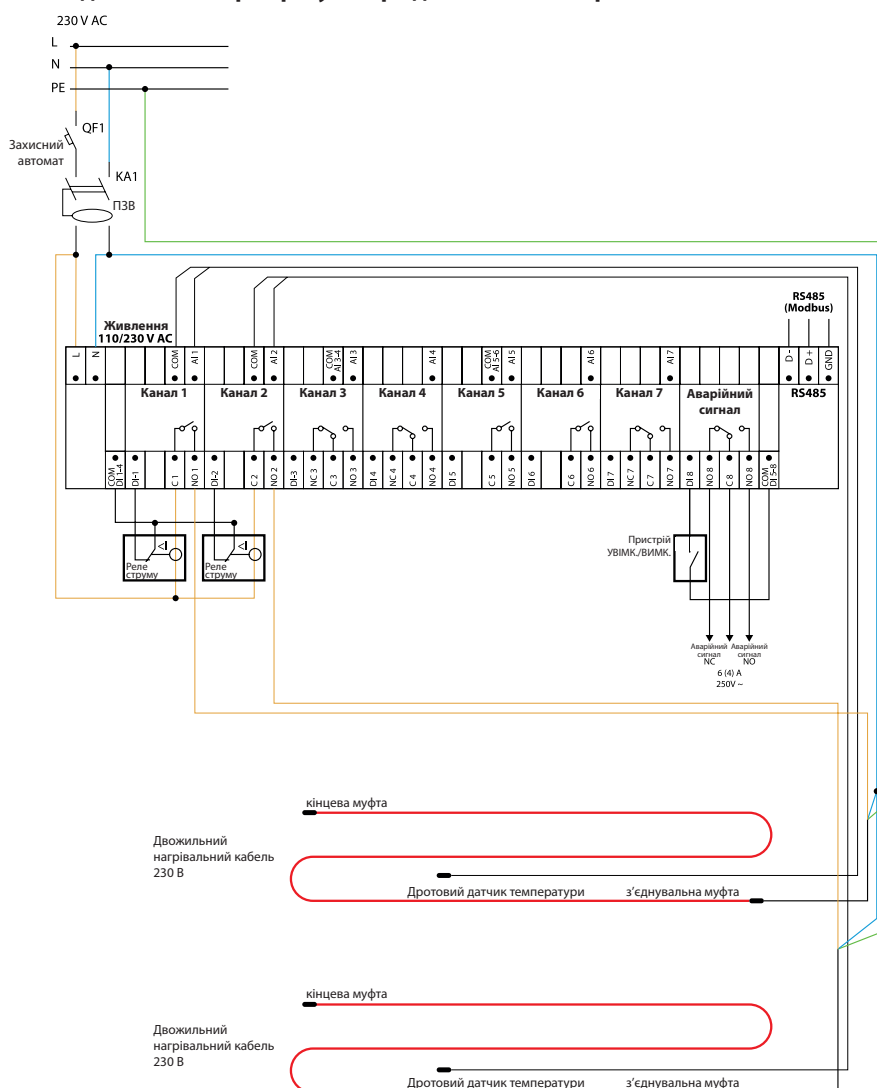 230 V AC
L
N
PE
QF1
Захисний
автомат
KA1
ПЗВ
RS485
(Modbus)
Живлення
110/230 V AC
L
N
COM
AI 1
COM
AI 2
COM
AI 3-4
AI 3
AI 4
COM
AI 5-6
AI 5
AI 6
AI 7
D -
D +
GND
Канал 1
Канал 2
Канал 3
Канал 4
Канал 5
Канал 6
Канал 7
Аварійний
сигнал
RS485
COM
DI 1-4
DI-1
C 1
NO 1
DI-2
C 2
NO 2
DI-3
NC 3
C 3
NO 3
DI 4
NC 4
C 4
NO 4
DI 5
C 5
NO 5
DI 6
C 6
NO 6
DI 7
NC 7
C 7
NO 7
DI 8
NO 8
C 8
NO 8
COM
DI 5-8
<I
Реле
струму
<I
Реле
струму
Пристрій
УВІМК./ВИМК.
Аварійний
сигнал
NC
Аварійний
сигнал
NO
6 (4) A
250V ~
кінцева муфта
Двожильний
нагрівальний кабель
230 В
Дротовий датчик температури
з'єднувальна муфта
кінцева муфта
Двожильний
нагрівальний кабель
230 В
Дротовий датчик температури
з'єднувальна муфта